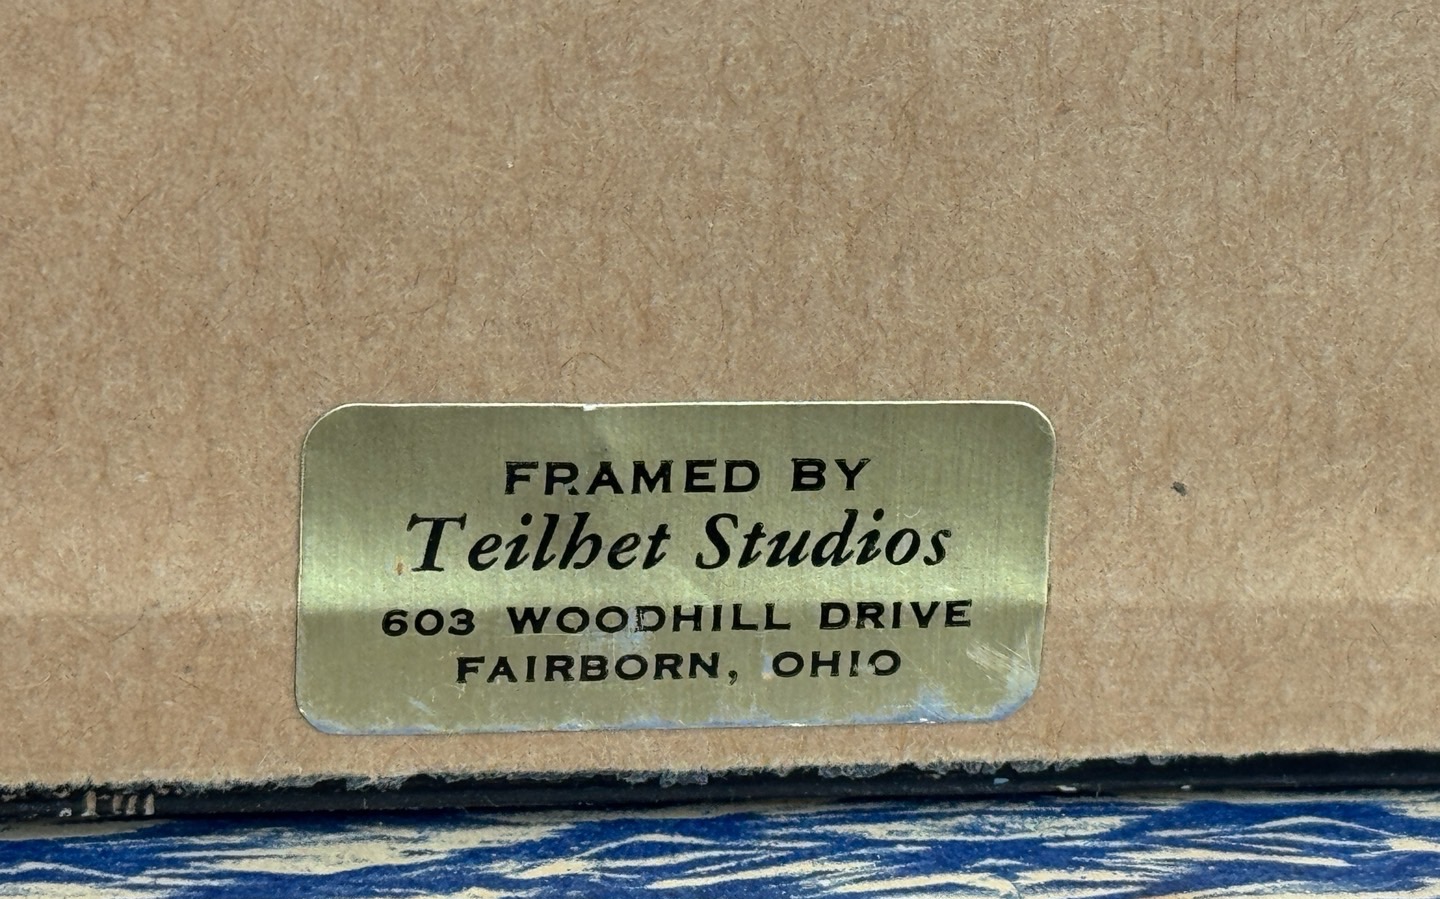 FRAMED BY
Teilhet Studios
603 WOODHILL DRIVE
FAIRBORN, OHIO